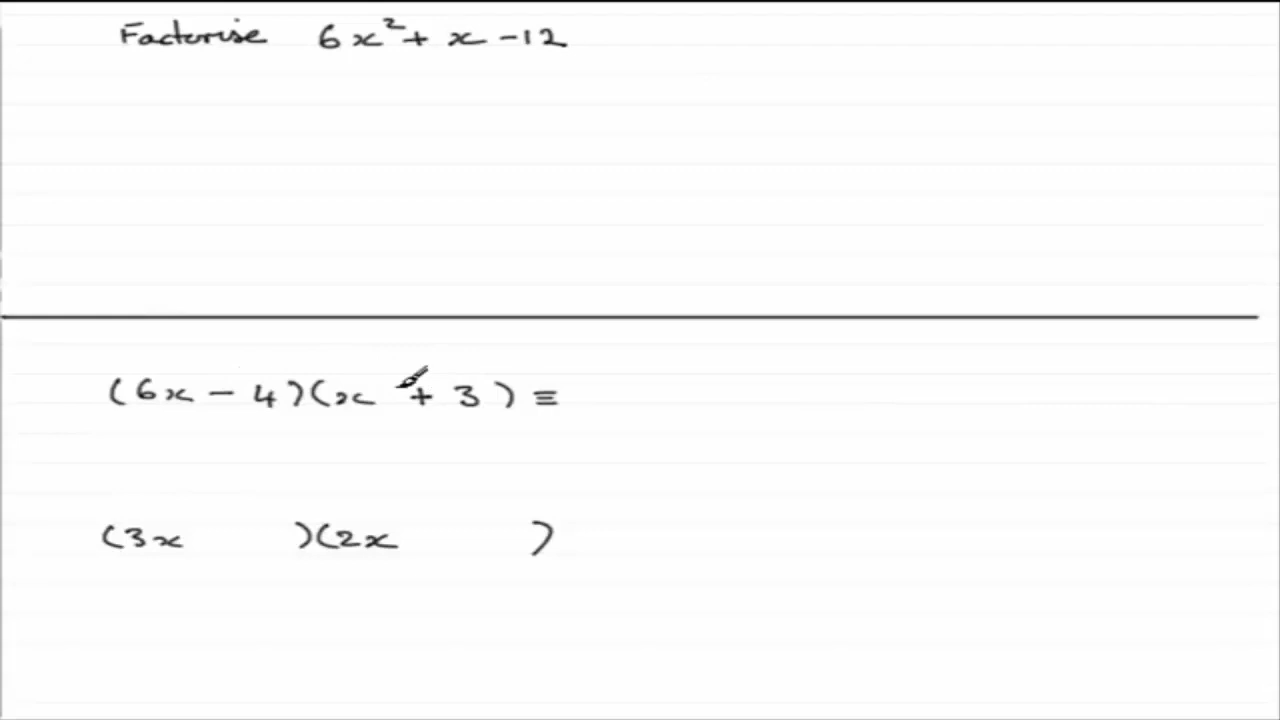 Factorise 6x² + x - 12
(6x - 4)(x + 3) ≡
(3x )(2x )